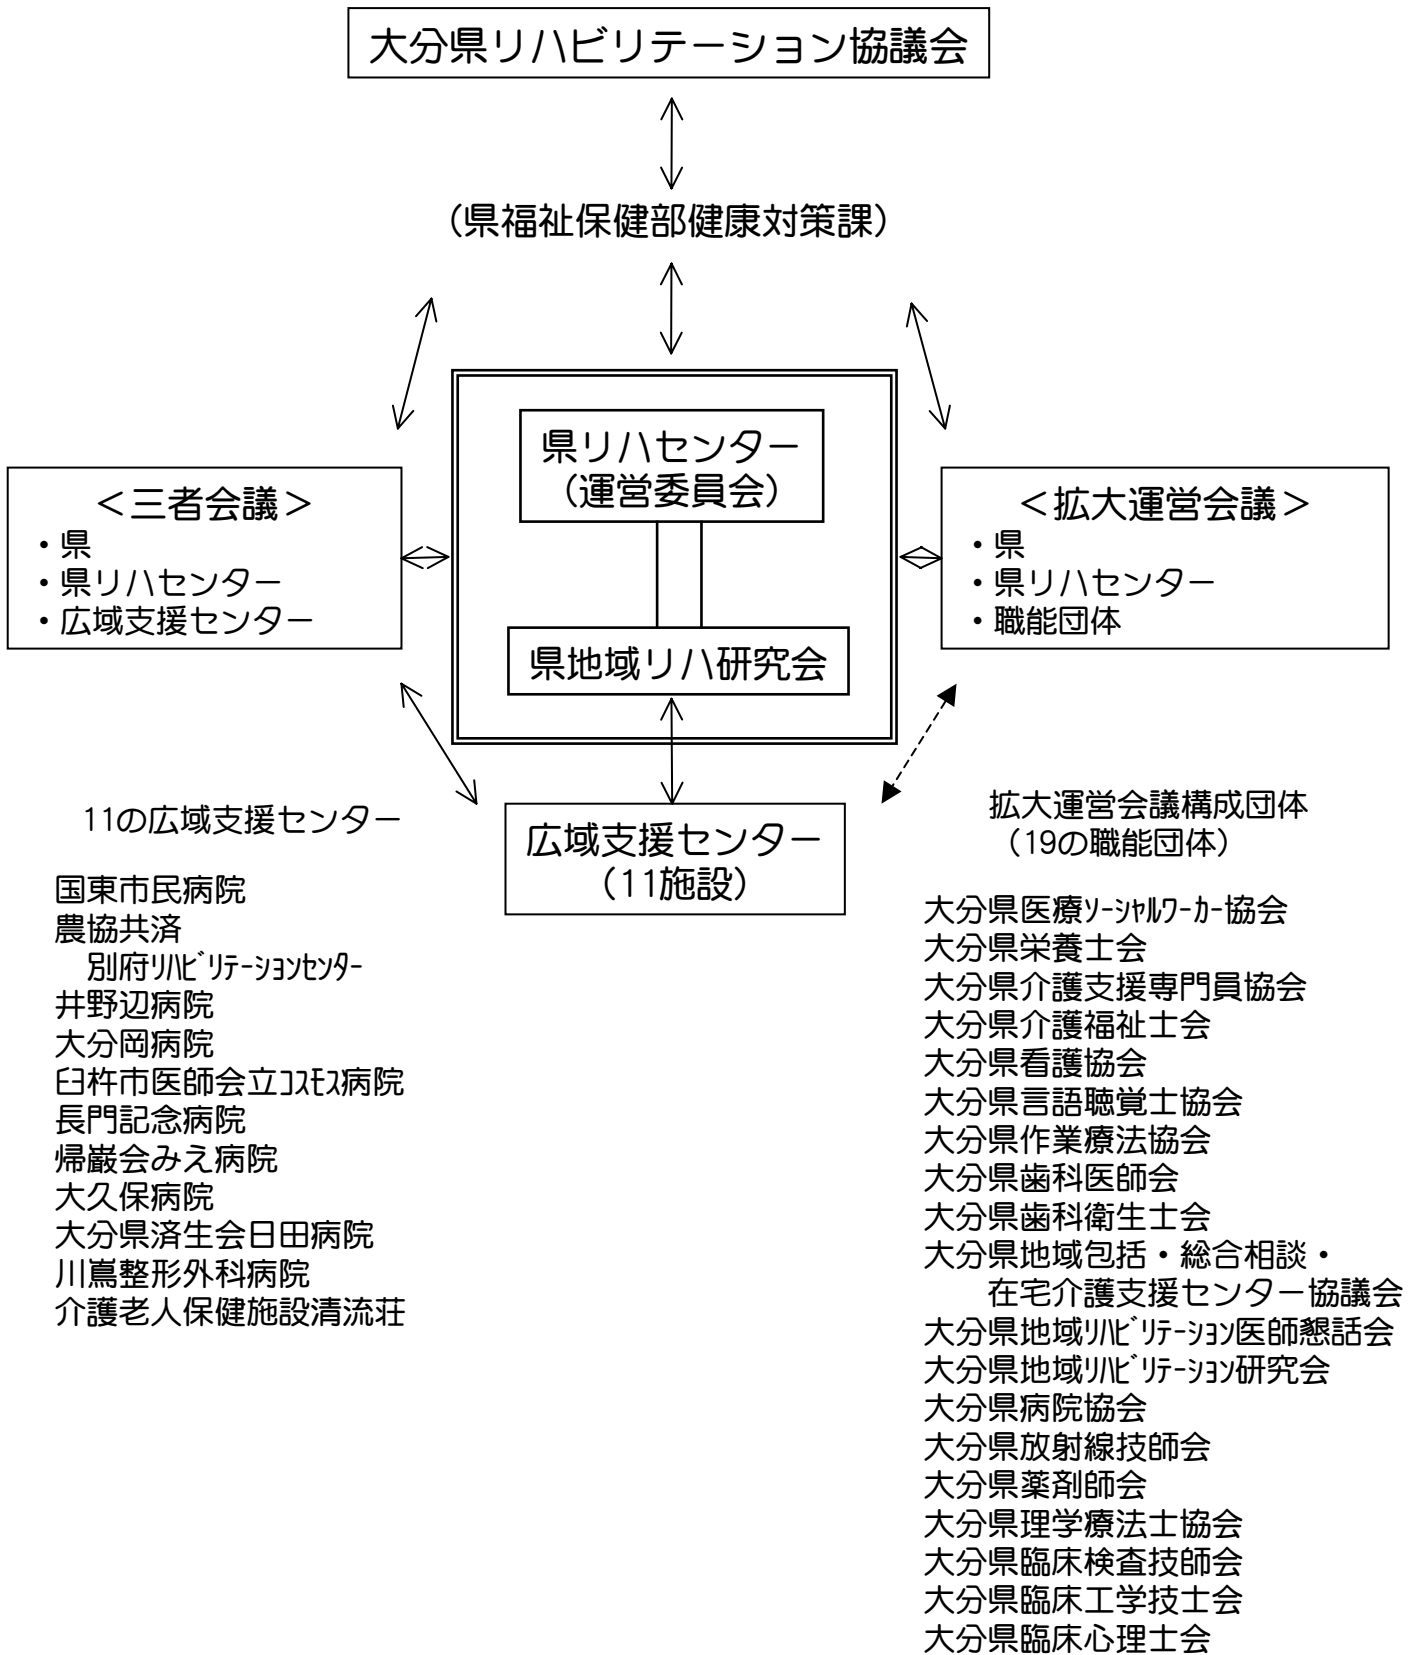 大分県リハビリテーション協議会
（県福祉保健部健康対策課）
県リハセンター
（運営委員会）
県地域リハ研究会
＜三者会議＞
・県
・県リハセンター
・広域支援センター
＜拡大運営会議＞
・県
・県リハセンター
・職能団体
広域支援センター
（11施設）
11の広域支援センター
国東市民病院
農協共済
別府ﾘﾊﾋﾞﾘﾃｰｼｮﾝｾﾝﾀｰ
井野辺病院
大分岡病院
臼杵市医師会立ｺｽﾓｽ病院
長門記念病院
帰巌会みえ病院
大久保病院
大分県済生会日田病院
川嶌整形外科病院
介護老人保健施設清流荘
拡大運営会議構成団体
（19の職能団体）
大分県医療ｿｰｼｬﾙﾜｰｶｰ協会
大分県栄養士会
大分県介護支援専門員協会
大分県介護福祉士会
大分県看護協会
大分県言語聴覚士協会
大分県作業療法協会
大分県歯科医師会
大分県歯科衛生士会
大分県地域包括・総合相談・
在宅介護支援センター協議会
大分県地域ﾘﾊﾋﾞﾘﾃｰｼｮﾝ医師懇話会
大分県地域ﾘﾊﾋﾞﾘﾃｰｼｮﾝ研究会
大分県病院協会
大分県放射線技師会
大分県薬剤師会
大分県理学療法士協会
大分県臨床検査技師会
大分県臨床工学技士会
大分県臨床心理士会